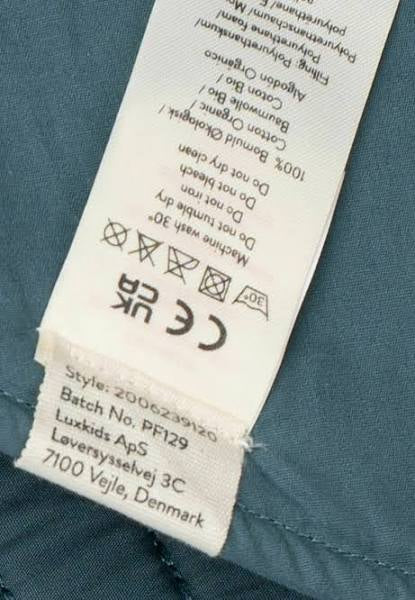 100% Bomuld Økologisk/
Cotton Organic/
Baumwolle Bio/
Cotton Bio/
Algodón Orgánico
Filling: Polyurethanskum/
Polyurethane Foam/
Polyurethanschaum/
Machine wash 30°
Do not tumble dry
Do not iron
Do not bleach
Do not dry clean
30°
CE UKCA
Style: 2006239120
Batch No. PF129
Luxkids ApS
Løversysselvej 3C
7100 Vejle, Denmark